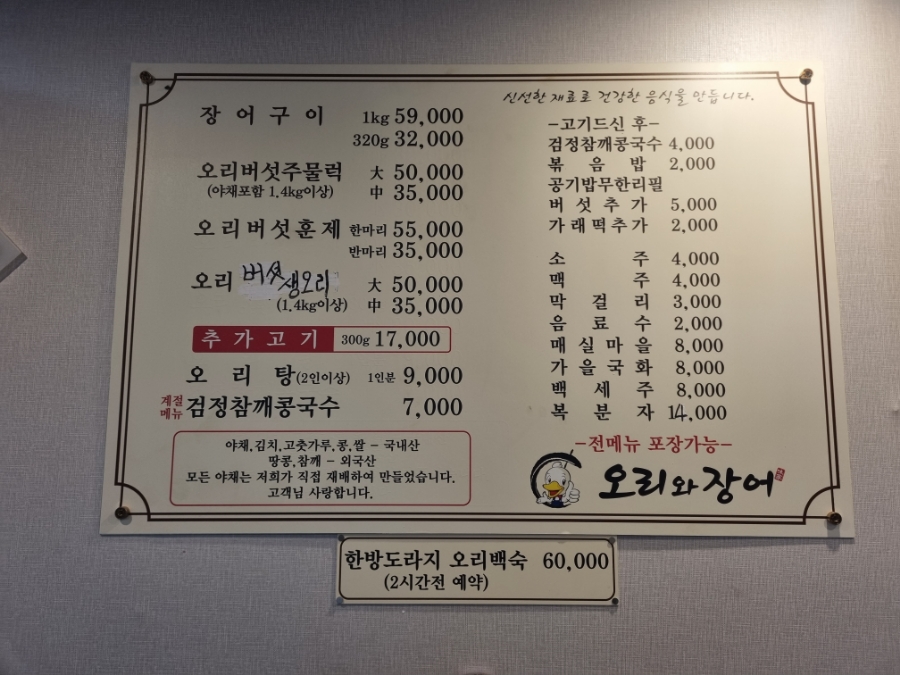 장어구이 1kg 59,000
320g 32,000
오리버섯주물럭 大 50,000
(야채포함 1.4kg이상) 中 35,000
오리버섯훈제 한마리 55,000
반마리 35,000
오리 버섯생오리 大 50,000
(1.4kg이상) 中 35,000
추가고기 300g 17,000
오리탕(2인이상) 1인분 9,000
계절메뉴 검정참깨콩국수 7,000
야채,김치,고춧가루,콩,쌀 - 국내산
땅콩,참깨 - 외국산
모든 야채는 저희가 직접 재배하여 만들었습니다.
고객님 사랑합니다.
신선한 재료로 건강한 음식을 만듭니다.
-고기드신 후-
검정참깨콩국수 4,000
볶음밥 2,000
공기밥무한리필
버섯추가 5,000
가래떡추가 2,000
소주 4,000
맥주 4,000
막걸리 3,000
음료수 2,000
매실마을 8,000
가을국화 8,000
백세주 8,000
복분자 14,000
-전메뉴 포장가능-
오리와장어
한방도라지 오리백숙 60,000
(2시간전 예약)